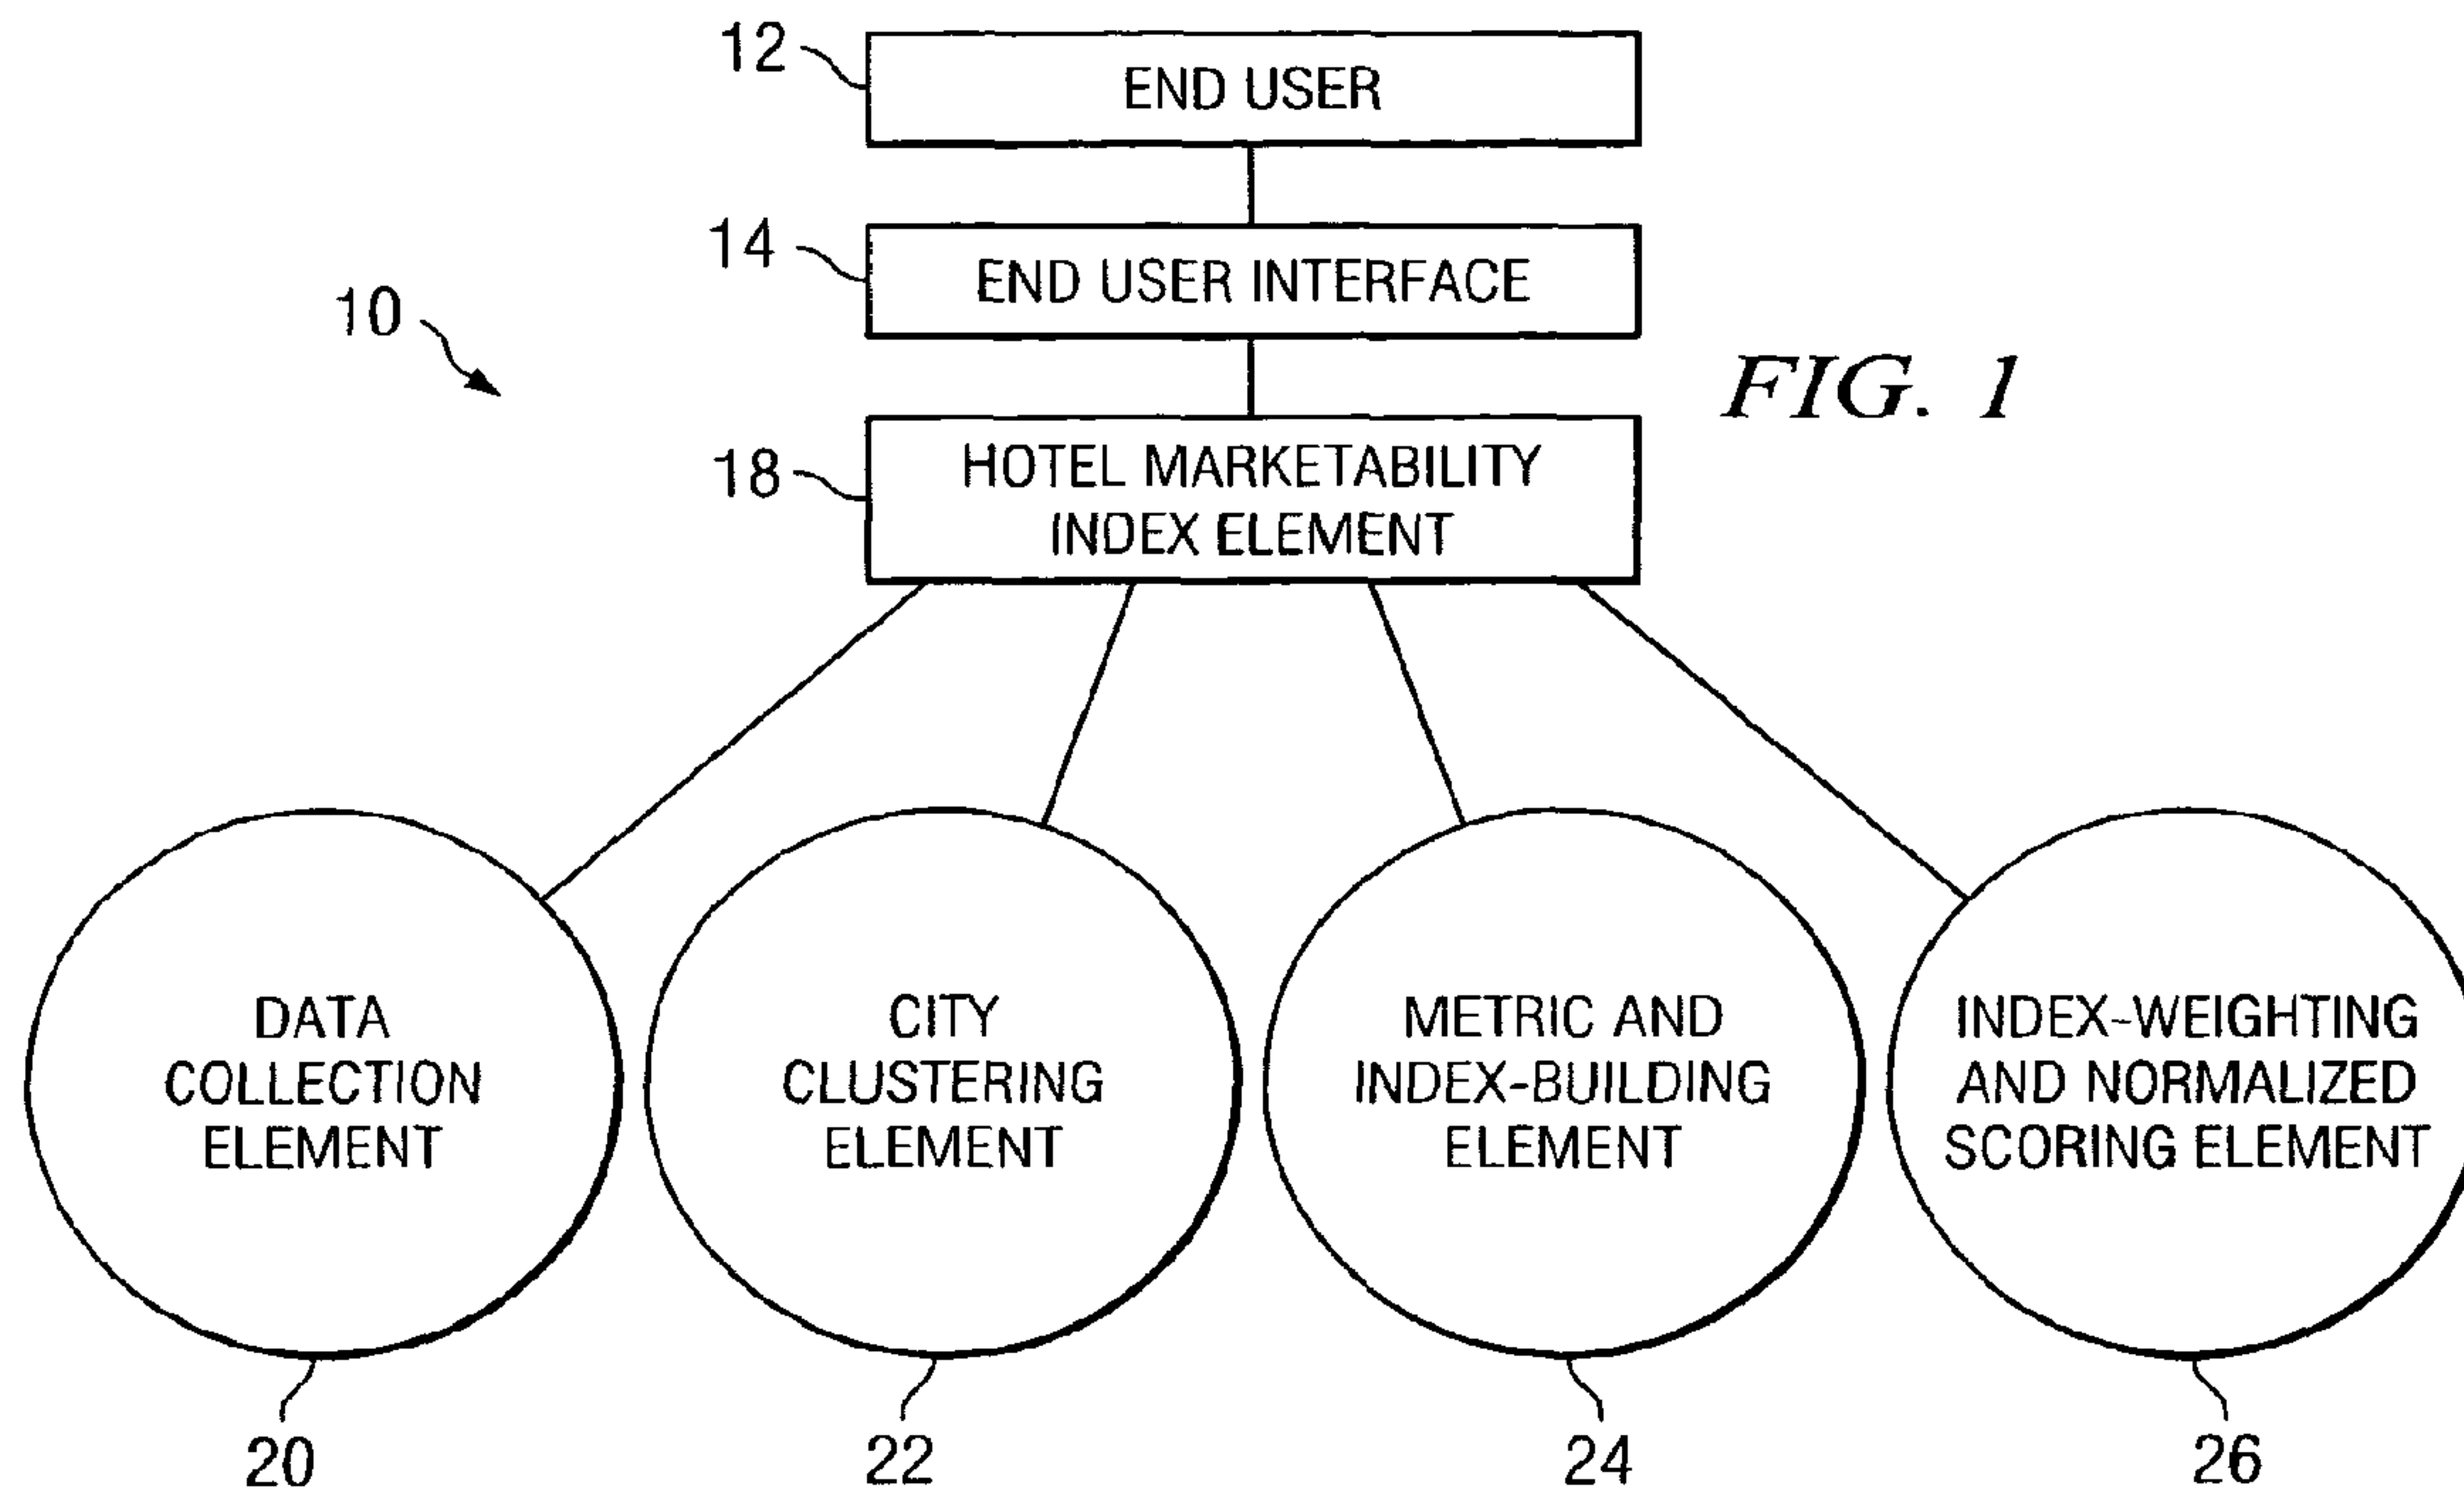 12
END USER
14
END USER INTERFACE
10
FIG. 1
18
HOTEL MARKETABILITY
INDEX ELEMENT
DATA
COLLECTION
ELEMENT
CITY
CLUSTERING
ELEMENT
METRIC AND
INDEX-BUILDING
ELEMENT
INDEX-WEIGHTING
AND NORMALIZED
SCORING ELEMENT
20
22
24
26